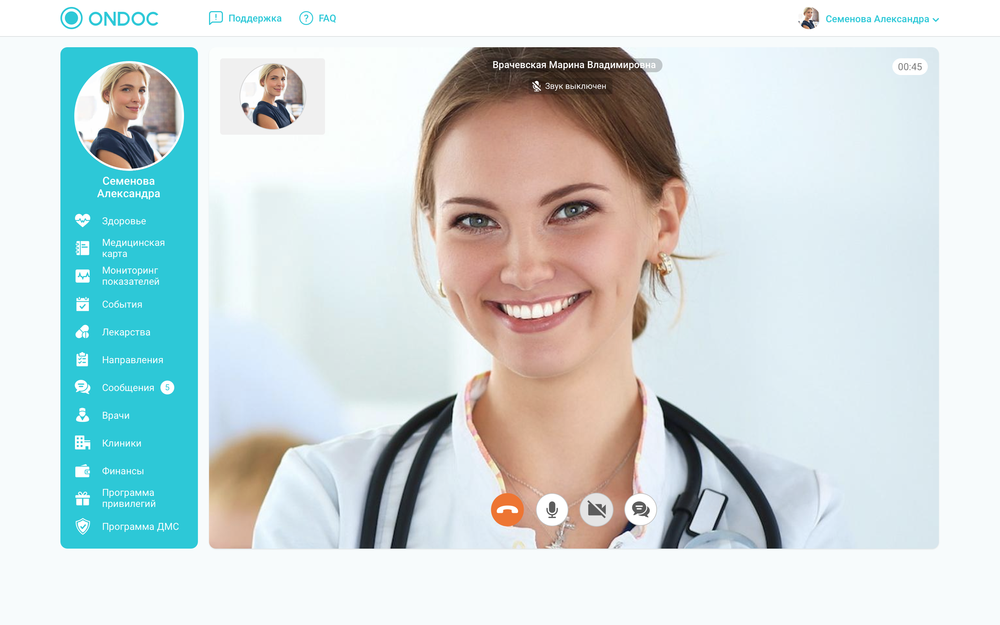 ONDOC
Поддержка
FAQ
Семенова Александра
Семенова
Александра
Здоровье
Медицинская
карта
Мониторинг
показателей
События
Лекарства
Направления
Сообщения 5
Врачи
Клиники
Финансы
Программа
привилегий
Программа ДМС
Врачевская Марина Владимировна
Звук выключен
00:45